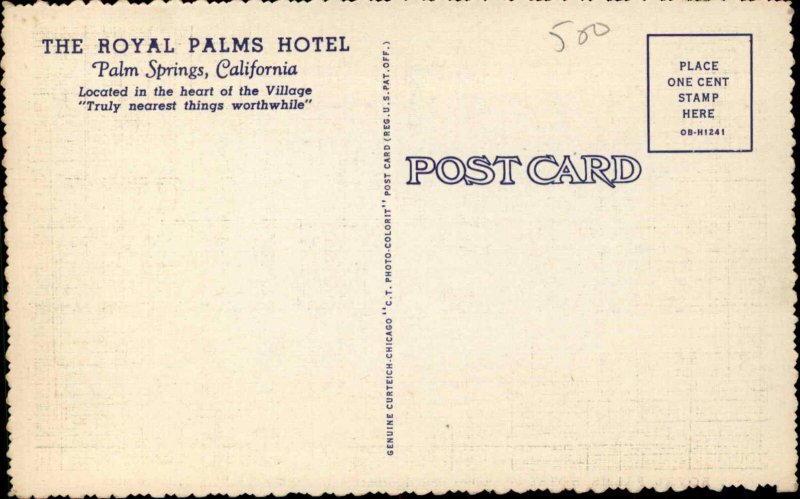 THE ROYAL PALMS HOTEL
Palm Springs, California
Located in the heart of the Village
"Truly nearest things worthwhile"
GENUINE CURTEICH-CHICAGO "C.T. PHOTO-COLORIT" POST CARD (REG. U.S. PAT. OFF.)
500
PLACE
ONE CENT
STAMP
HERE
OB-H1241
POST CARD